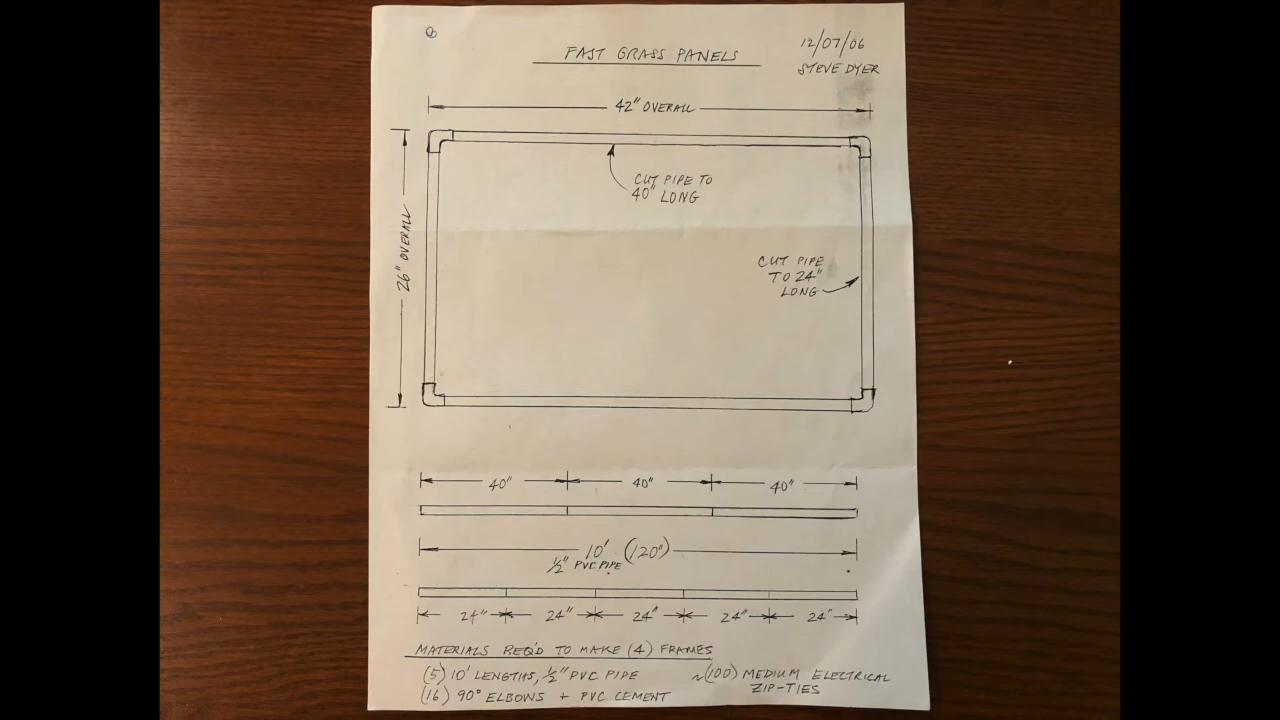 FAST GRASS PANELS
12/07/06
STEVE DYER
42" OVERALL
CUT PIPE TO
40" LONG
26" OVERALL
CUT PIPE
TO 24"
LONG
40" 40" 40"
10' (120")
1/2" PVC PIPE
24" 24" 24" 24" 24"
MATERIALS REQ'D TO MAKE (4) FRAMES
(5) 10' LENGTHS, 1/2" PVC PIPE
(16) 90° ELBOWS + PVC CEMENT
~(100) MEDIUM ELECTRICAL
ZIP-TIES